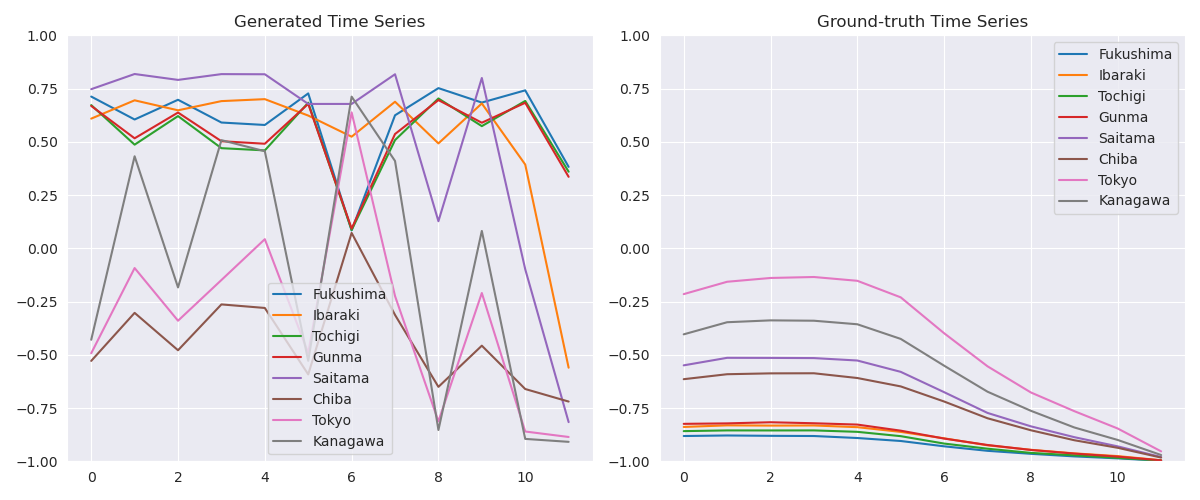 Generated Time Series
1.00
0.75
0.50
0.25
0.00
−0.25
−0.50
−0.75
−1.00
0 2 4 6 8 10
Fukushima
Ibaraki
Tochigi
Gunma
Saitama
Chiba
Tokyo
Kanagawa
Ground-truth Time Series
1.00
0.75
0.50
0.25
0.00
−0.25
−0.50
−0.75
−1.00
0 2 4 6 8 10
Fukushima
Ibaraki
Tochigi
Gunma
Saitama
Chiba
Tokyo
Kanagawa